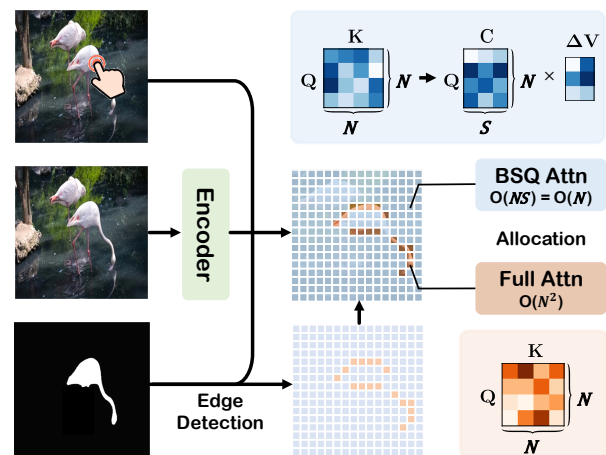 K
C
ΔV
Q
N
Q
N
×
N
S
Encoder
BSQ Attn
O(NS) = O(N)
Allocation
Full Attn
O(N²)
Edge
Detection
K
Q
N
N